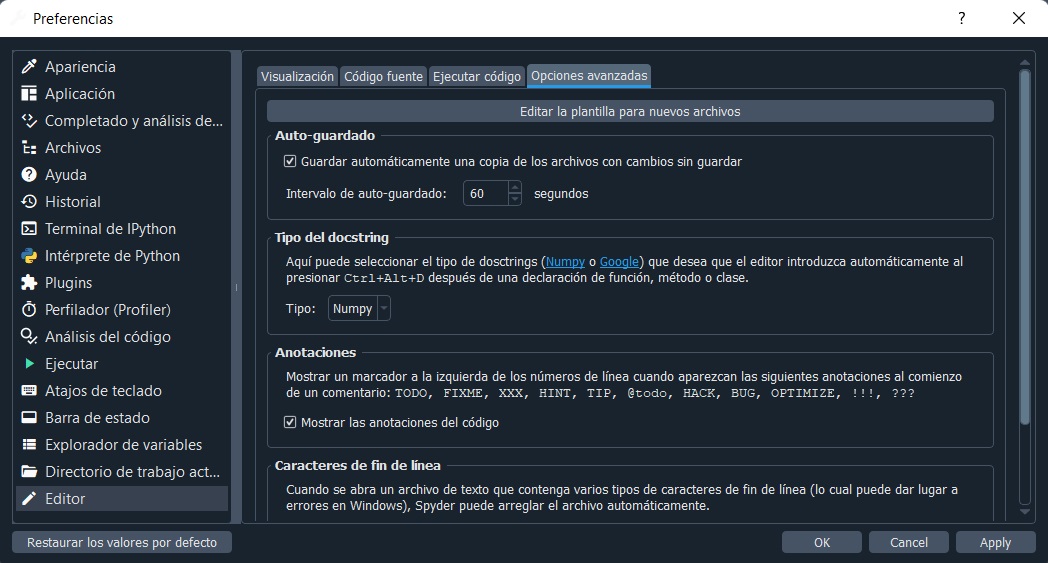 Preferencias
?
Apariencia
Aplicación
Completado y análisis de...
Archivos
Ayuda
Historial
Terminal de IPython
Intérprete de Python
Plugins
Perfilador (Profiler)
Análisis del código
Ejecutar
Atajos de teclado
Barra de estado
Explorador de variables
Directorio de trabajo act...
Editor
Visualización Código fuente Ejecutar código Opciones avanzadas
Editar la plantilla para nuevos archivos
Auto-guardado
Guardar automáticamente una copia de los archivos con cambios sin guardar
Intervalo de auto-guardado: 60 segundos
Tipo del docstring
Aquí puede seleccionar el tipo de dosctrings (Numpy o Google) que desea que el editor introduzca automáticamente al
presionar Ctrl+Alt+D después de una declaración de función, método o clase.
Tipo: Numpy
Anotaciones
Mostrar un marcador a la izquierda de los números de línea cuando aparezcan las siguientes anotaciones al comienzo
de un comentario: TODO, FIXME, XXX, HINT, TIP, @todo, HACK, BUG, OPTIMIZE, !!!, ???
Mostrar las anotaciones del código
Caracteres de fin de línea
Cuando se abra un archivo de texto que contenga varios tipos de caracteres de fin de línea (lo cual puede dar lugar a
errores en Windows), Spyder puede arreglar el archivo automáticamente.
Restaurar los valores por defecto
OK Cancel Apply